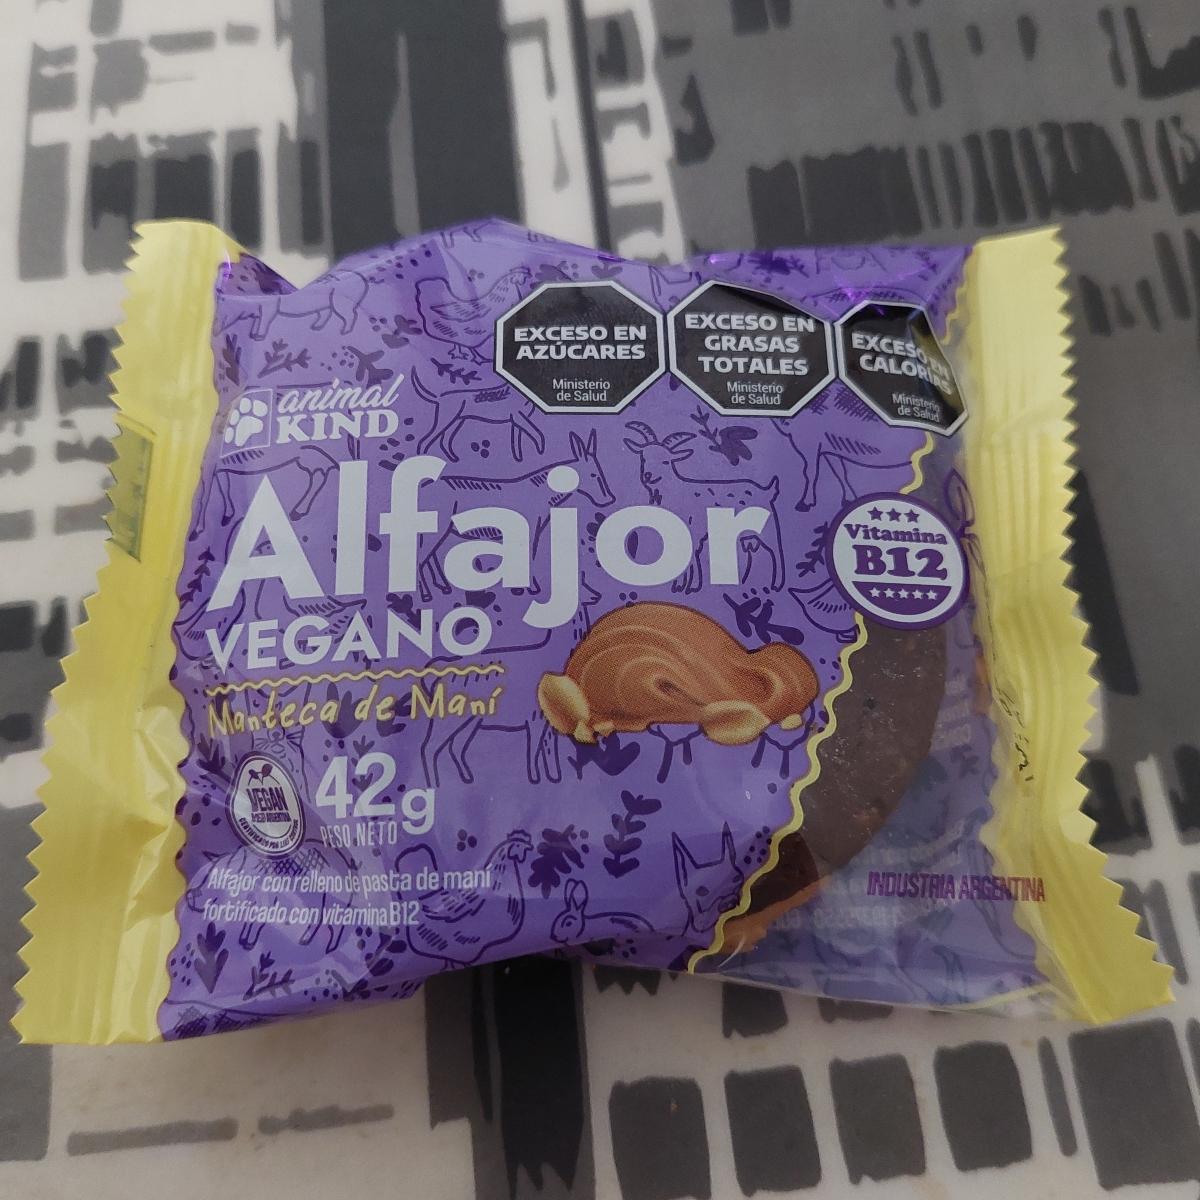 EXCESO EN
AZÚCARES
Ministerio
de Salud
EXCESO EN
GRASAS
TOTALES
Ministerio
de Salud
EXCESO EN
CALORÍAS
Ministerio
de Salud
animal
KIND
Alfajor
VEGANO
Manteca de Maní
Vitamina
B12
VEGAN
42g
PESO NETO
Alfajor con relleno de pasta de maní
fortificado con vitamina B12
INDUSTRIA ARGENTINA